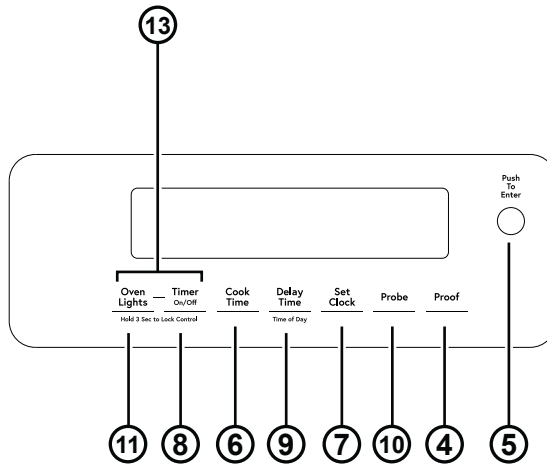 13
Push
To
Enter
Oven
Lights
Timer
On/Off
Hold 3 Sec to Lock Control
Cook
Time
Delay
Time
Time of Day
Set
Clock
Probe
Proof
11
8
6
9
7
10
4
5